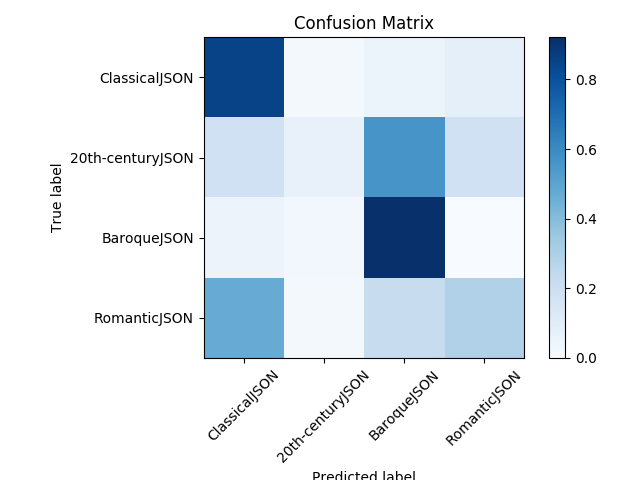 Confusion Matrix
True label
ClassicalJSON
20th-centuryJSON
BaroqueJSON
RomanticJSON
ClassicalJSON
20th-centuryJSON
BaroqueJSON
RomanticJSON
Predicted label
0.8
0.6
0.4
0.2
0.0